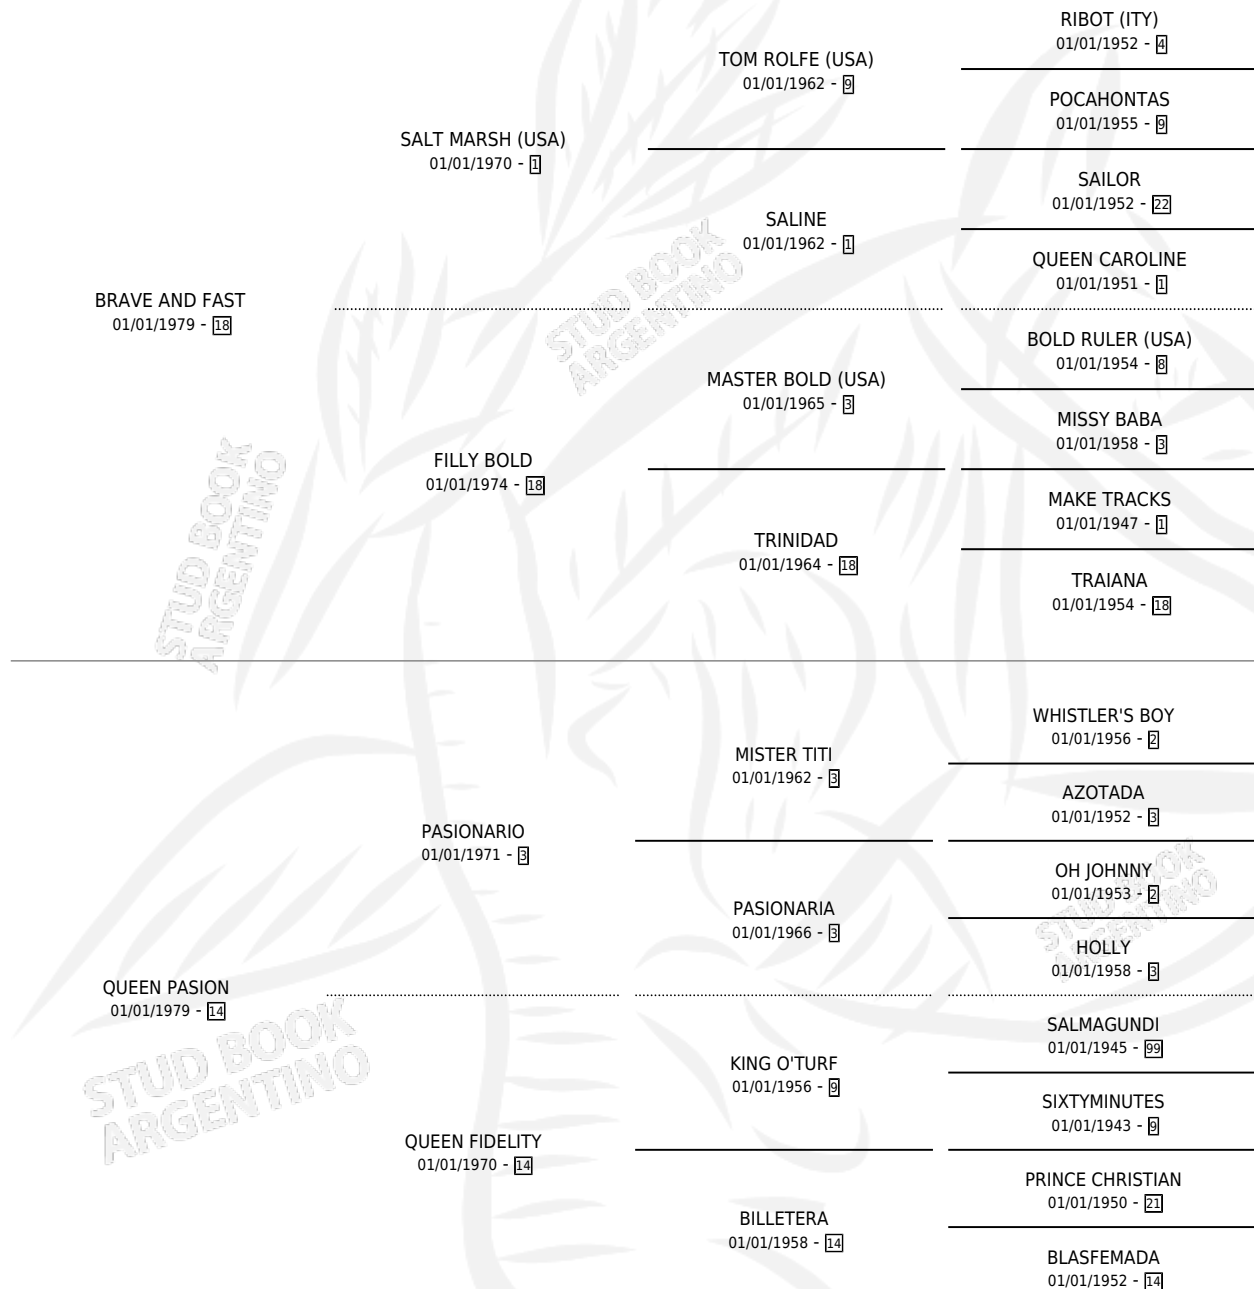 RIBOT (ITY)
01/01/1952 - 4
TOM ROLFE (USA)
01/01/1962 - 9
POCAHONTAS
01/01/1955 - 9
SALT MARSH (USA)
01/01/1970 - 1
SAILOR
01/01/1952 - 22
SALINE
01/01/1962 - 1
QUEEN CAROLINE
01/01/1951 - 1
BRAVE AND FAST
01/01/1979 - 18
STUD BOOK
ARGENTINO
BOLD RULER (USA)
01/01/1954 - 8
MASTER BOLD (USA)
01/01/1965 - 3
MISSY BABA
01/01/1958 - 3
FILLY BOLD
01/01/1974 - 18
MAKE TRACKS
01/01/1947 - 1
TRINIDAD
01/01/1964 - 18
TRAIANA
01/01/1954 - 18
STUD BOOK
ARGENTINO
WHISTLER'S BOY
01/01/1956 - 2
MISTER TITI
01/01/1962 - 3
AZOTADA
01/01/1952 - 3
PASIONARIO
01/01/1971 - 3
OH JOHNNY
01/01/1953 - 2
PASIONARIA
01/01/1966 - 3
HOLLY
01/01/1958 - 3
STUD BOOK
ARGENTINO
QUEEN PASION
01/01/1979 - 14
SALMAGUNDI
01/01/1945 - 99
KING O'TURF
01/01/1956 - 9
SIXTYMINUTES
01/01/1943 - 9
STUD BOOK
ARGENTINO
QUEEN FIDELITY
01/01/1970 - 14
PRINCE CHRISTIAN
01/01/1950 - 21
BILLETERA
01/01/1958 - 14
BLASFEMADA
01/01/1952 - 14